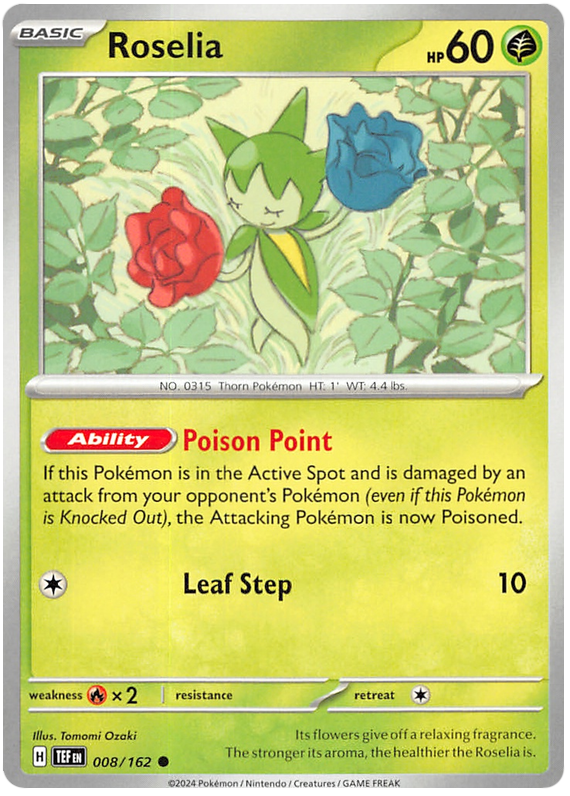 BASIC
Roselia
HP60
NO. 0315 Thorn Pokémon HT: 1' WT: 4.4 lbs.
Ability Poison Point
If this Pokémon is in the Active Spot and is damaged by an
attack from your opponent's Pokémon (even if this Pokémon
is Knocked Out), the Attacking Pokémon is now Poisoned.
Leaf Step 10
weakness ×2 resistance retreat
Illus. Tomomi Ozaki
H TEF EN 008/162
Its flowers give off a relaxing fragrance.
The stronger its aroma, the healthier the Roselia is.
©2024 Pokémon / Nintendo / Creatures / GAME FREAK